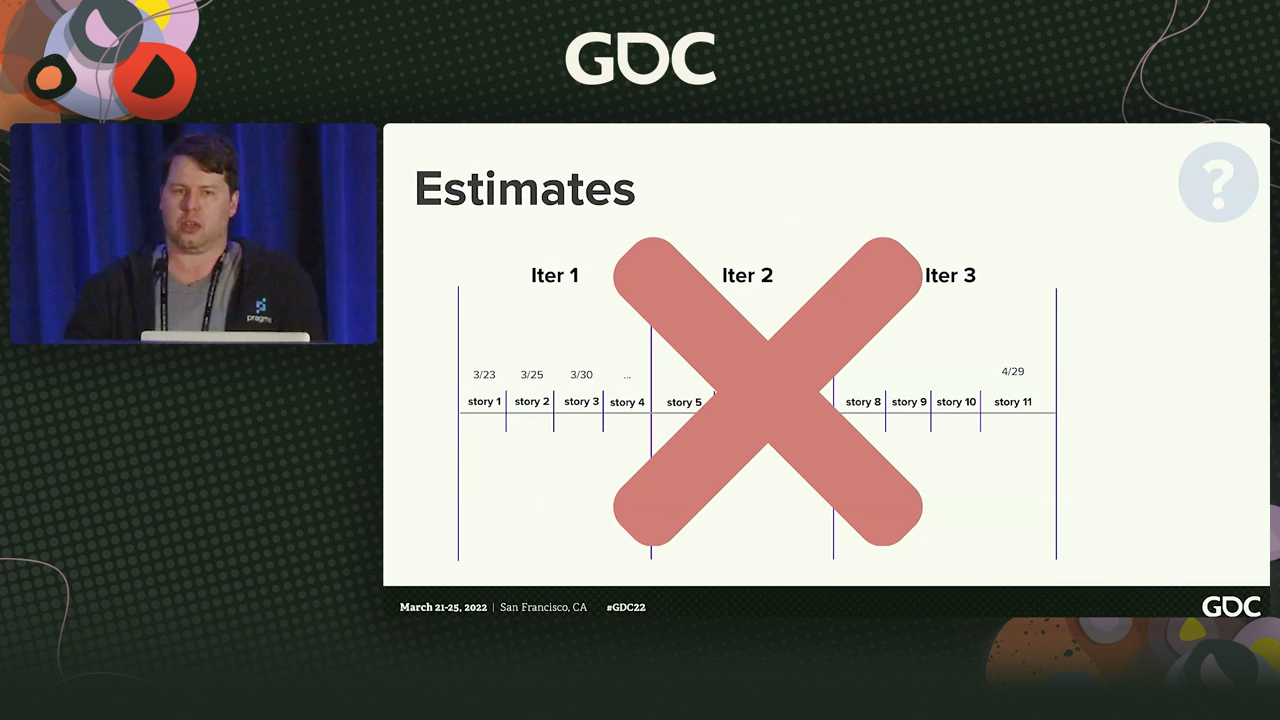 GDC
pragma
Estimates
?
Iter 1 Iter 2 Iter 3
3/23 3/25 3/30 ... 4/29
story 1 story 2 story 3 story 4 story 5 story 8 story 9 story 10 story 11
March 21-25, 2022 | San Francisco, CA #GDC22 GDC